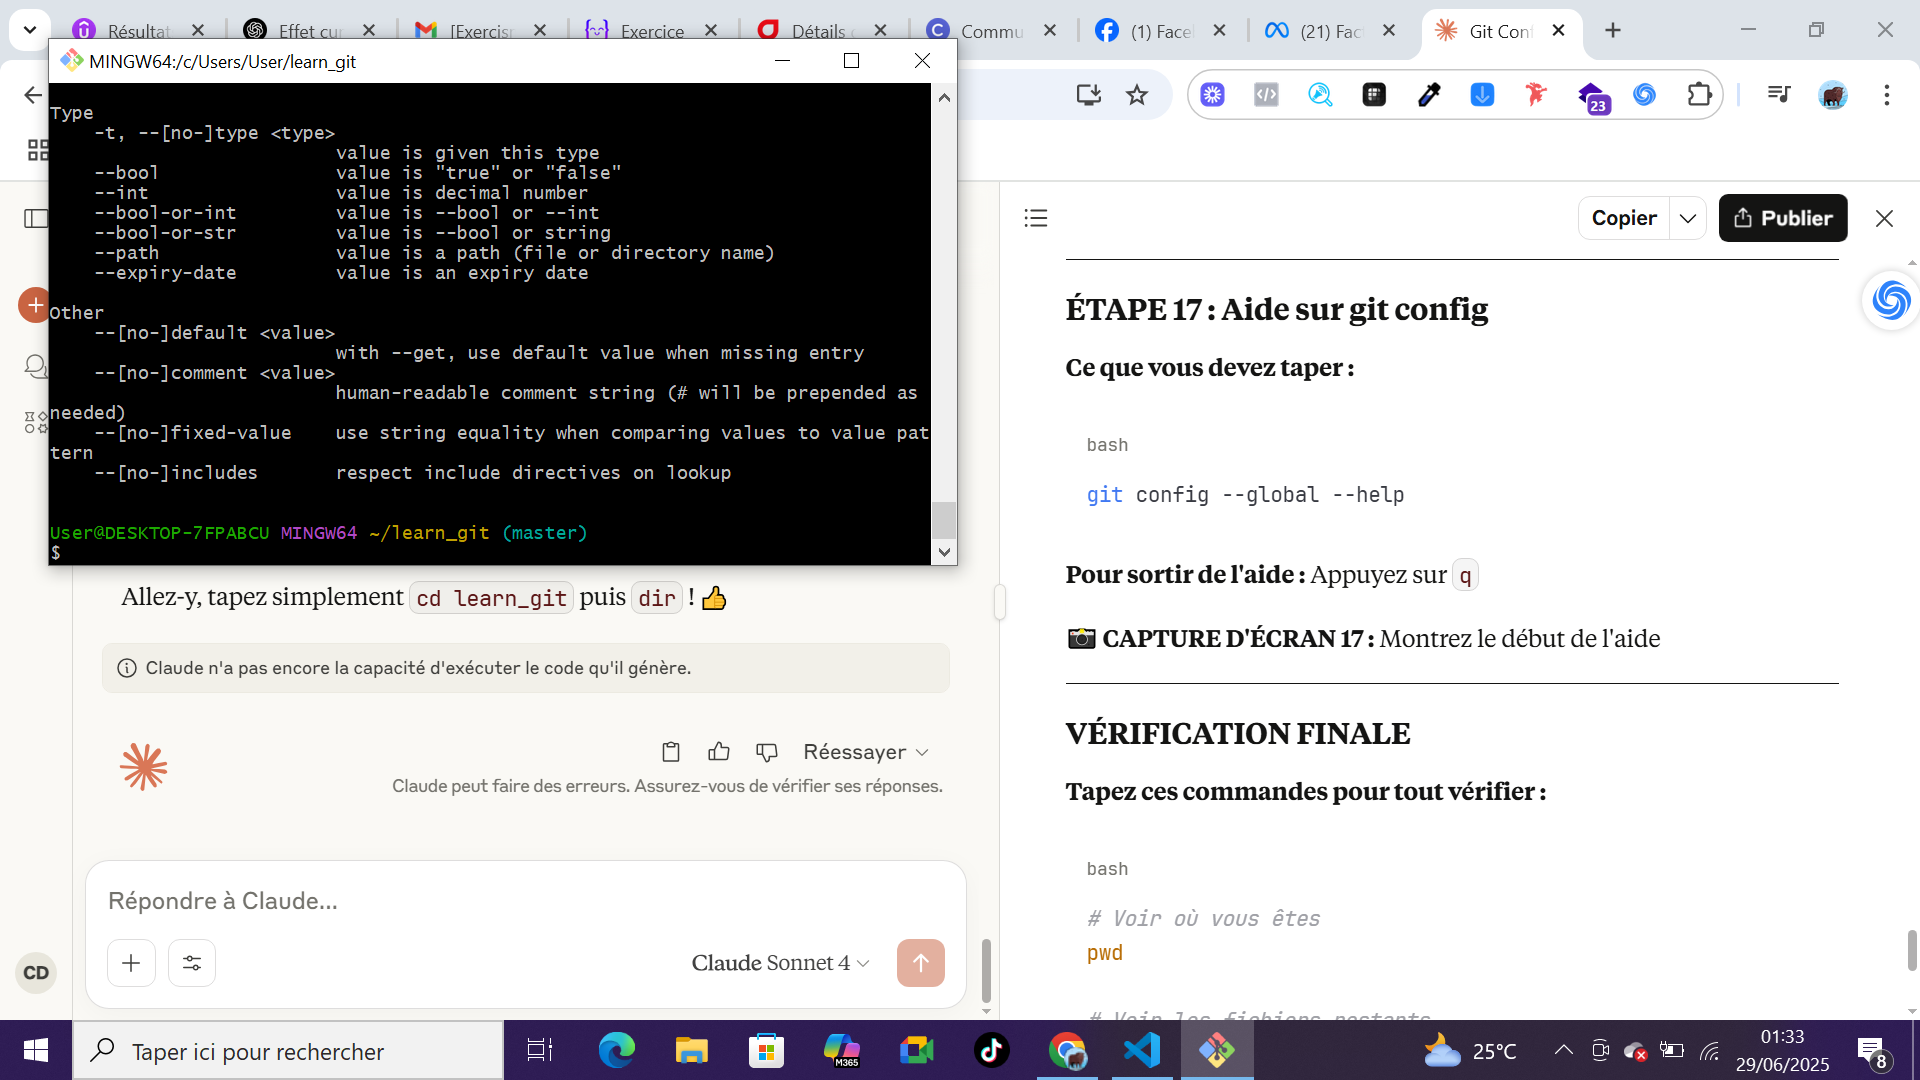 Résultat
Effet cu
[Exercis
Exercice
Détails
Commu
(1) Face
(21) Fac
Git Con
MINGW64:/c/Users/User/learn_git
23
Type
-t, --[no-]type <type>
value is given this type
--bool value is "true" or "false"
--int value is decimal number
--bool-or-int value is --bool or --int
--bool-or-str value is --bool or string
--path value is a path (file or directory name)
--expiry-date value is an expiry date
Other
--[no-]default <value>
with --get, use default value when missing entry
--[no-]comment <value>
human-readable comment string (# will be prepended as
needed)
--[no-]fixed-value use string equality when comparing values to value pat
tern
--[no-]includes respect include directives on lookup
User@DESKTOP-7FPABCU MINGW64 ~/learn_git (master)
$
Allez-y, tapez simplement cd learn_git puis dir ! 👍
Claude n'a pas encore la capacité d'exécuter le code qu'il génère.
Réessayer
Claude peut faire des erreurs. Assurez-vous de vérifier ses réponses.
Répondre à Claude...
Claude Sonnet 4
CD
Copier
Publier
ÉTAPE 17 : Aide sur git config
Ce que vous devez taper :
bash
git config --global --help
Pour sortir de l'aide : Appuyez sur q
📸 CAPTURE D'ÉCRAN 17 : Montrez le début de l'aide
VÉRIFICATION FINALE
Tapez ces commandes pour tout vérifier :
bash
# Voir où vous êtes
pwd
# Voir les fichiers restants
Taper ici pour rechercher
M365
25°C
01:33
29/06/2025
8